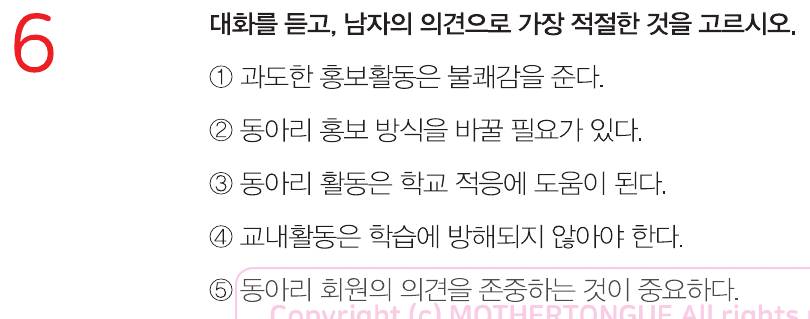 6
대화를 듣고, 남자의 의견으로 가장 적절한 것을 고르시오.
① 과도한 홍보활동은 불쾌감을 준다.
② 동아리 홍보 방식을 바꿀 필요가 있다.
③ 동아리 활동은 학교 적응에 도움이 된다.
④ 교내활동은 학습에 방해되지 않아야 한다.
⑤ 동아리 회원의 의견을 존중하는 것이 중요하다.
Copyright (c) MOTHERTONGUE All rights